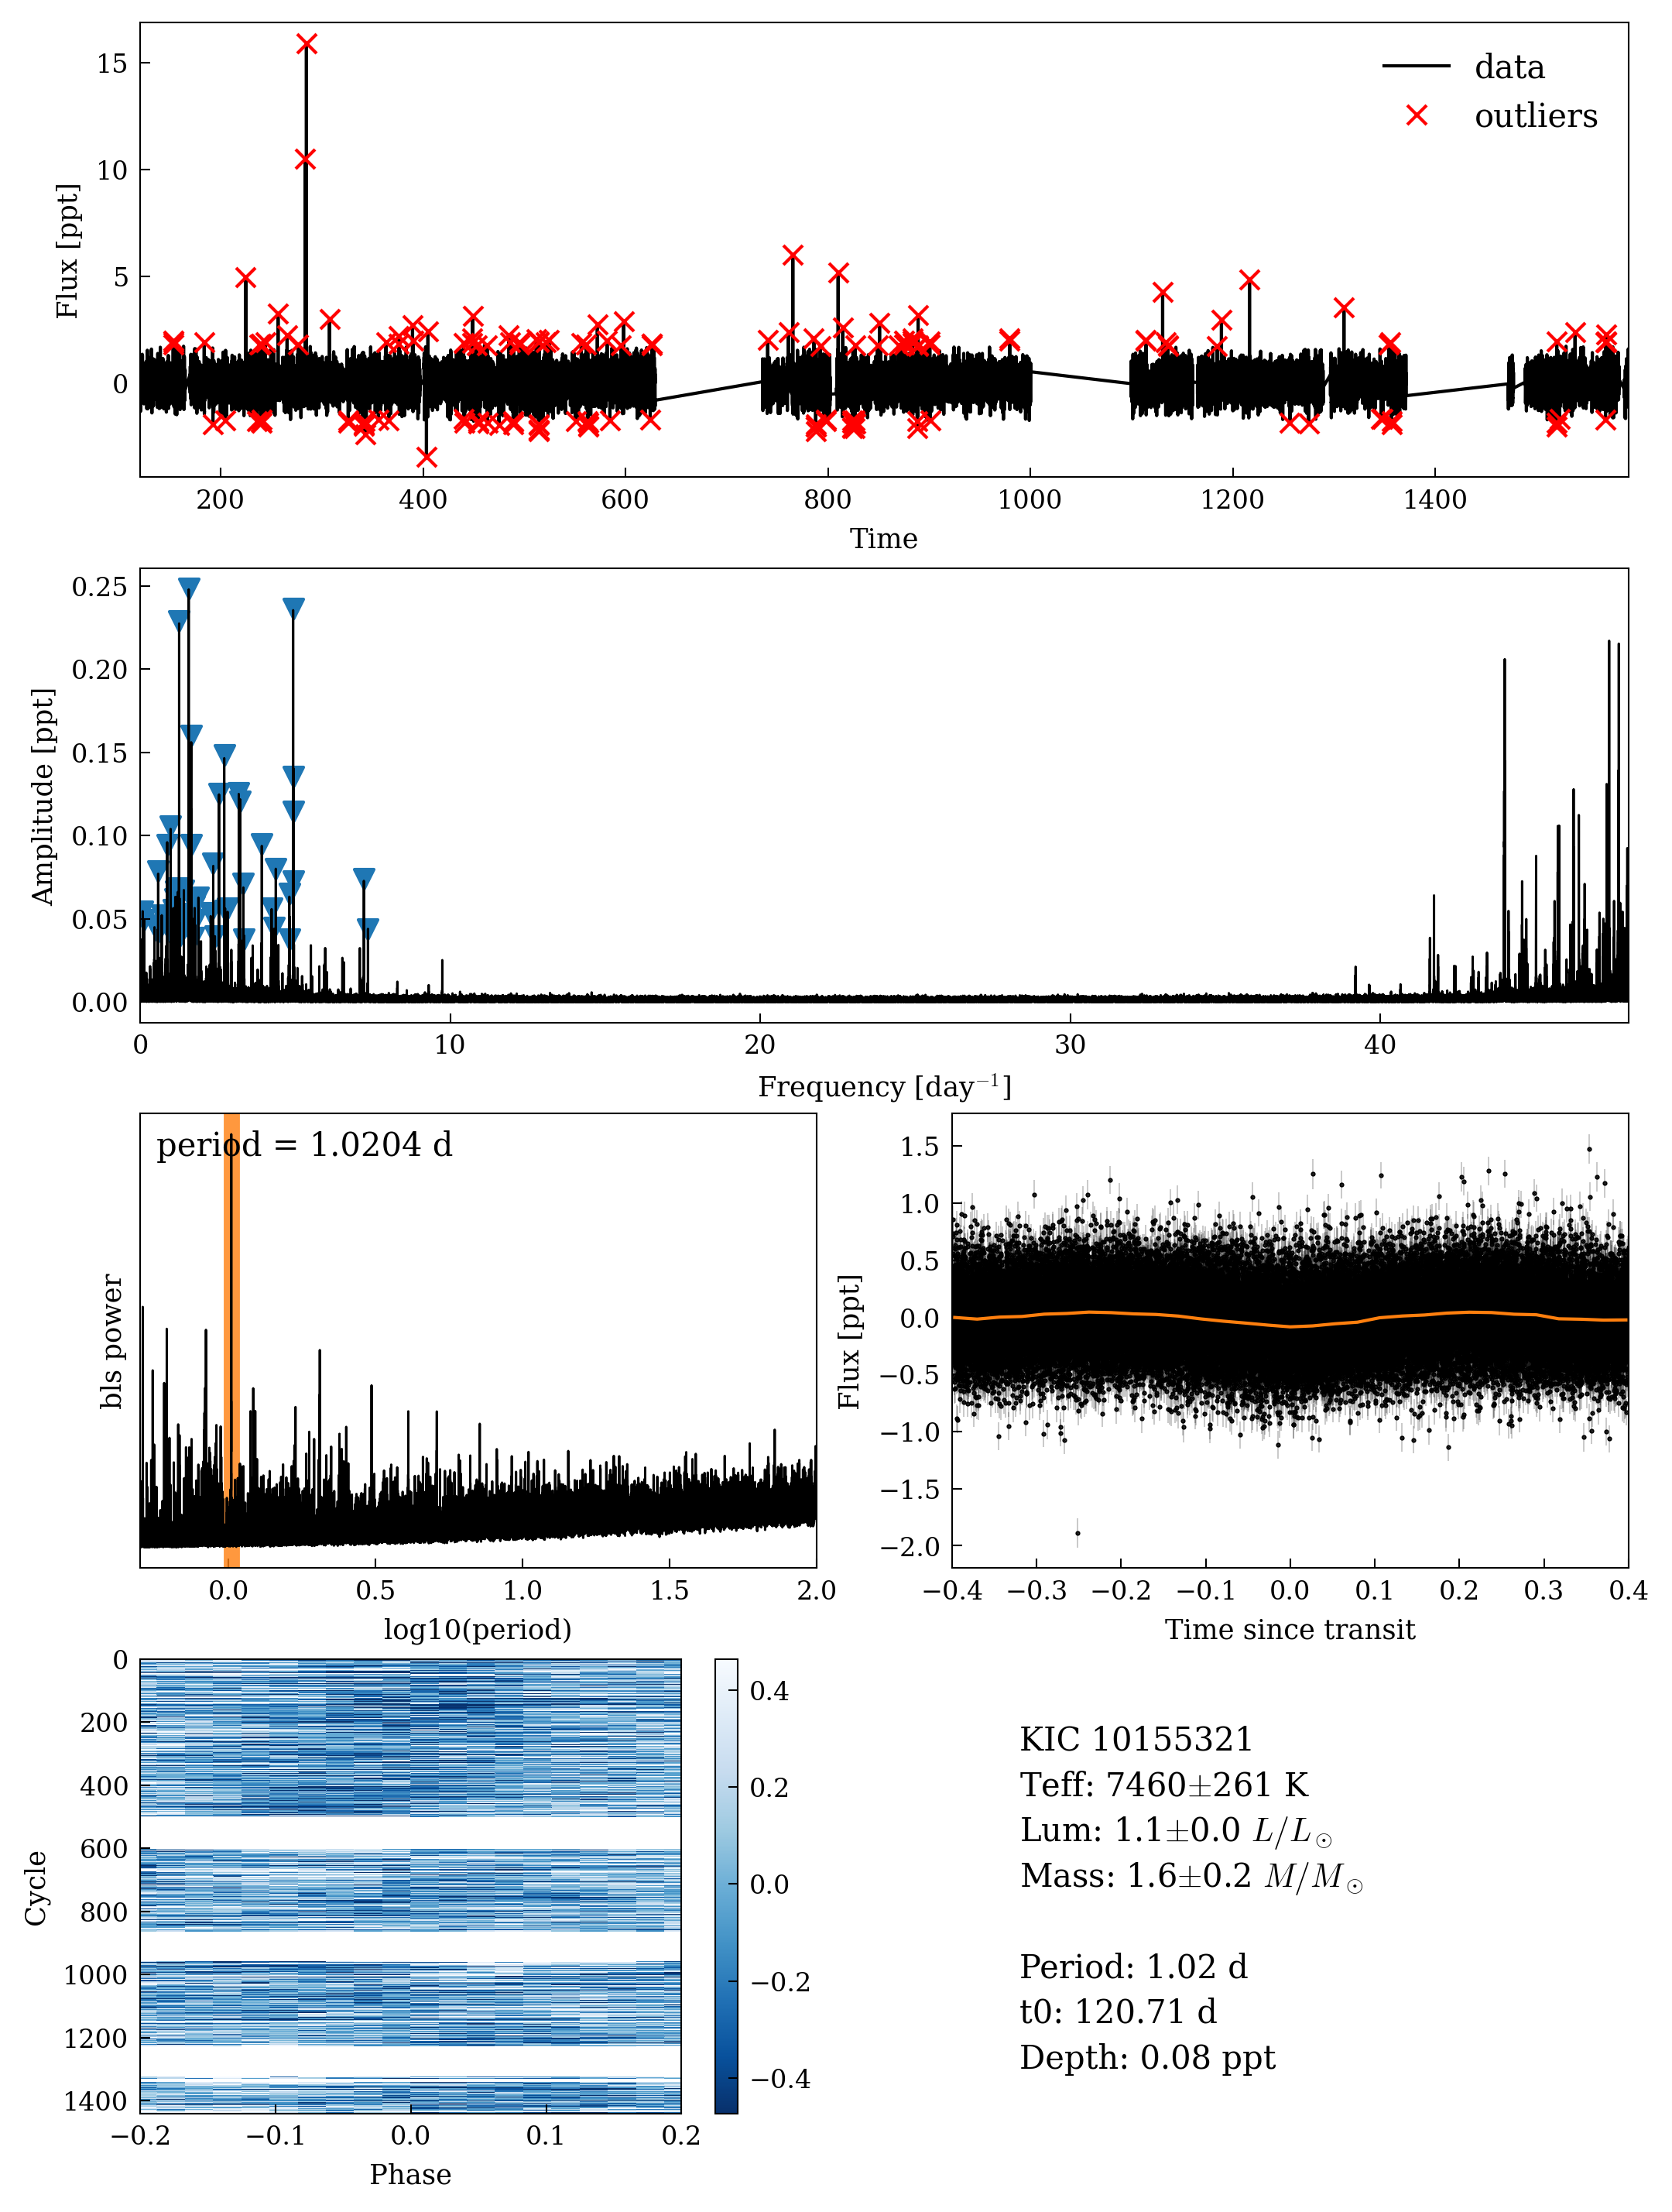 data
outliers
Flux [ppt]
15
10
5
0
200 400 600 800 1000 1200 1400
Time
Amplitude [ppt]
0.25
0.20
0.15
0.10
0.05
0.00
0 10 20 30 40
Frequency [day⁻¹]
period = 1.0204 d
bls power
0.0 0.5 1.0 1.5 2.0
log10(period)
Flux [ppt]
1.5
1.0
0.5
0.0
−0.5
−1.0
−1.5
−2.0
−0.4 −0.3 −0.2 −0.1 0.0 0.1 0.2 0.3 0.4
Time since transit
Cycle
0
200
400
600
800
1000
1200
1400
−0.2 −0.1 0.0 0.1 0.2
Phase
0.4
0.2
0.0
−0.2
−0.4
KIC 10155321
Teff: 7460±261 K
Lum: 1.1±0.0 L/L☉
Mass: 1.6±0.2 M/M☉
Period: 1.02 d
t0: 120.71 d
Depth: 0.08 ppt